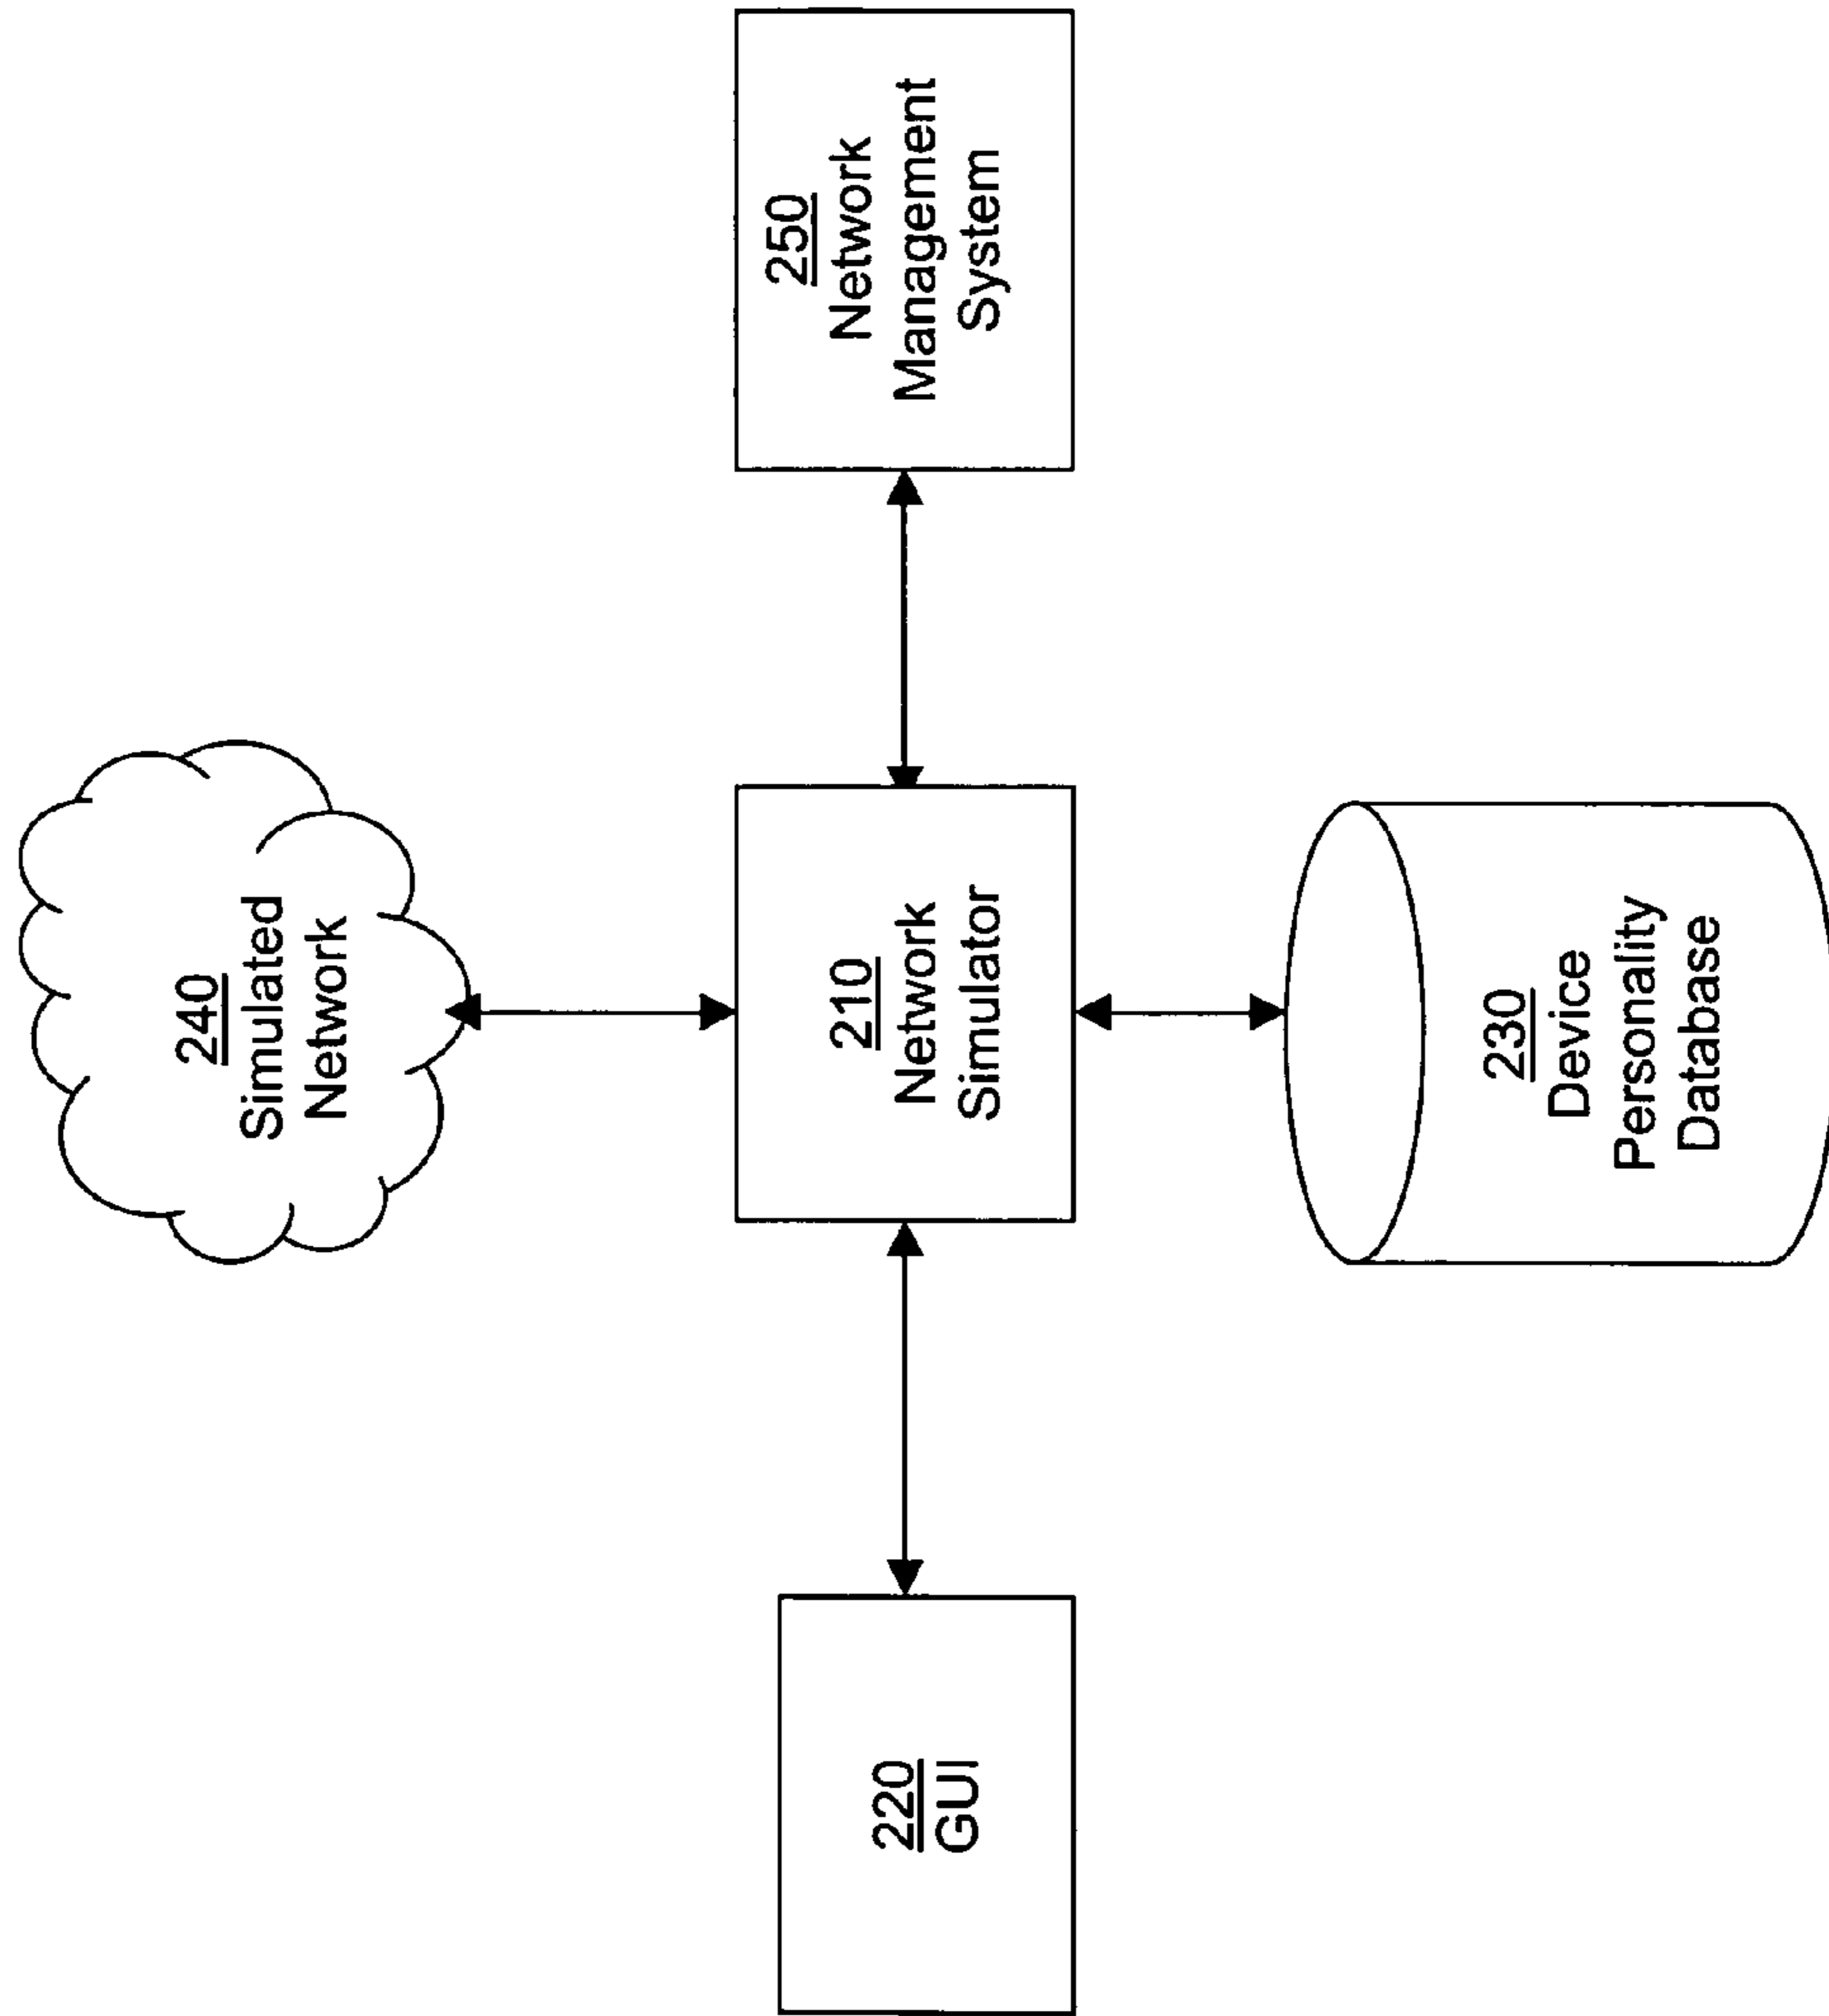 240
Simulated
Network
220
GUI
210
Network
Simulator
250
Network
Management
System
230
Device
Personality
Database